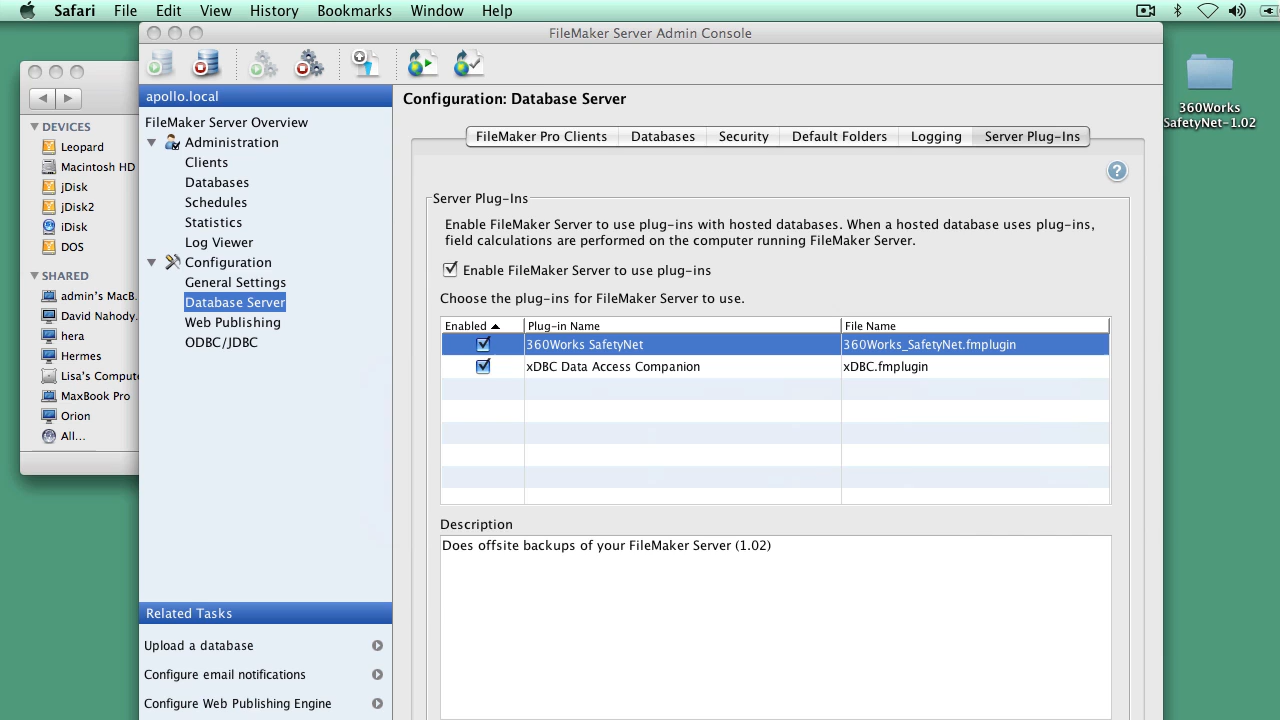 Safari File Edit View History Bookmarks Window Help
FileMaker Server Admin Console
apollo.local
FileMaker Server Overview
Administration
Clients
Databases
Schedules
Statistics
Log Viewer
Configuration
General Settings
Database Server
Web Publishing
ODBC/JDBC
Related Tasks
Upload a database
Configure email notifications
Configure Web Publishing Engine
DEVICES
Leopard
Macintosh HD
jDisk
jDisk2
iDisk
DOS
SHARED
admin's MacB.
David Nahody.
hera
Hermes
Lisa's Compute
MaxBook Pro
Orion
All...
Configuration: Database Server
FileMaker Pro Clients Databases Security Default Folders Logging Server Plug-Ins
?
Server Plug-Ins
Enable FileMaker Server to use plug-ins with hosted databases. When a hosted database uses plug-ins,
field calculations are performed on the computer running FileMaker Server.
Enable FileMaker Server to use plug-ins
Choose the plug-ins for FileMaker Server to use.
Enabled Plug-in Name File Name
360Works SafetyNet 360Works_SafetyNet.fmplugin
xDBC Data Access Companion xDBC.fmplugin
Description
Does offsite backups of your FileMaker Server (1.02)
360Works
SafetyNet-1.02